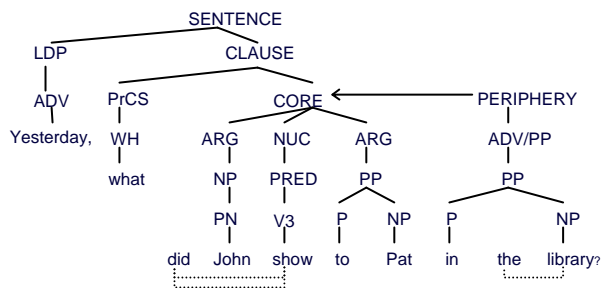 SENTENCE
LDP CLAUSE
ADV PrCS CORE PERIPHERY
Yesterday, WH ARG NUC ARG ADV/PP
what NP PRED PP PP
PN V3 P NP P NP
did John show to Pat in the library?